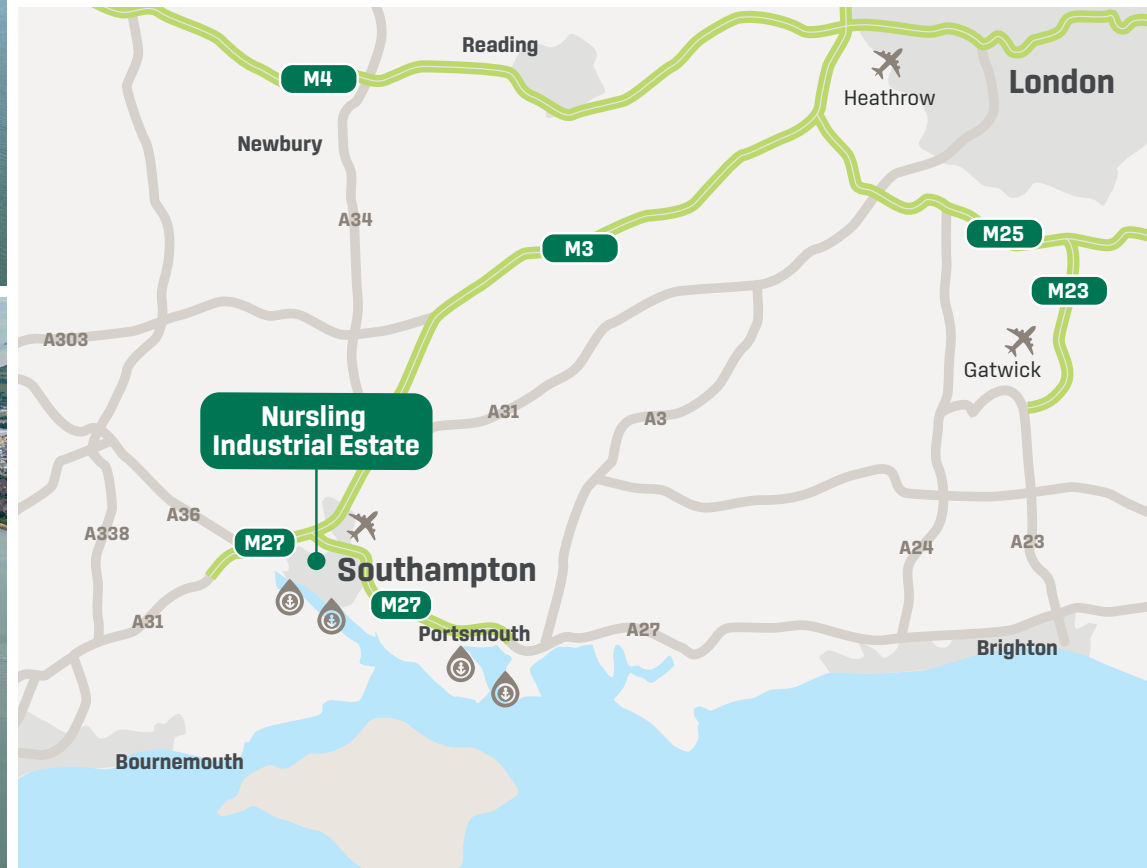 Reading
M4
Heathrow
London
Newbury
A34
M3
M25
M23
A303
Gatwick
Nursling
Industrial Estate
A31
A3
A36
A338
M27
Southampton
A24
A23
M27
A31
Portsmouth
A27
Brighton
Bournemouth